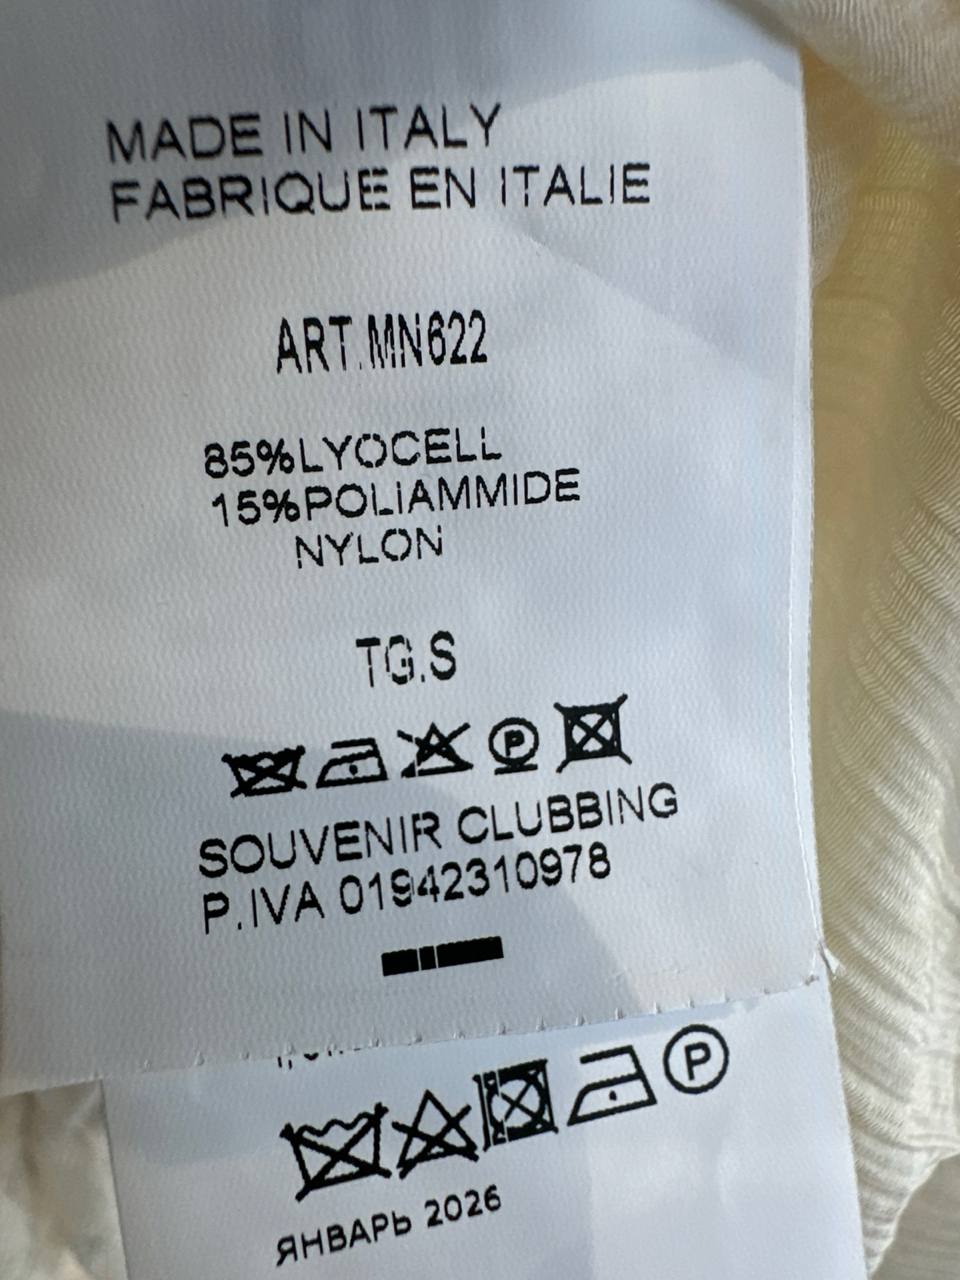 MADE IN ITALY
FABRIQUE EN ITALIE
ART.MN622
85%LYOCELL
15%POLIAMMIDE
NYLON
TG.S
P
SOUVENIR CLUBBING
P.IVA 01942310978
P
ЯНВАРЬ 2026